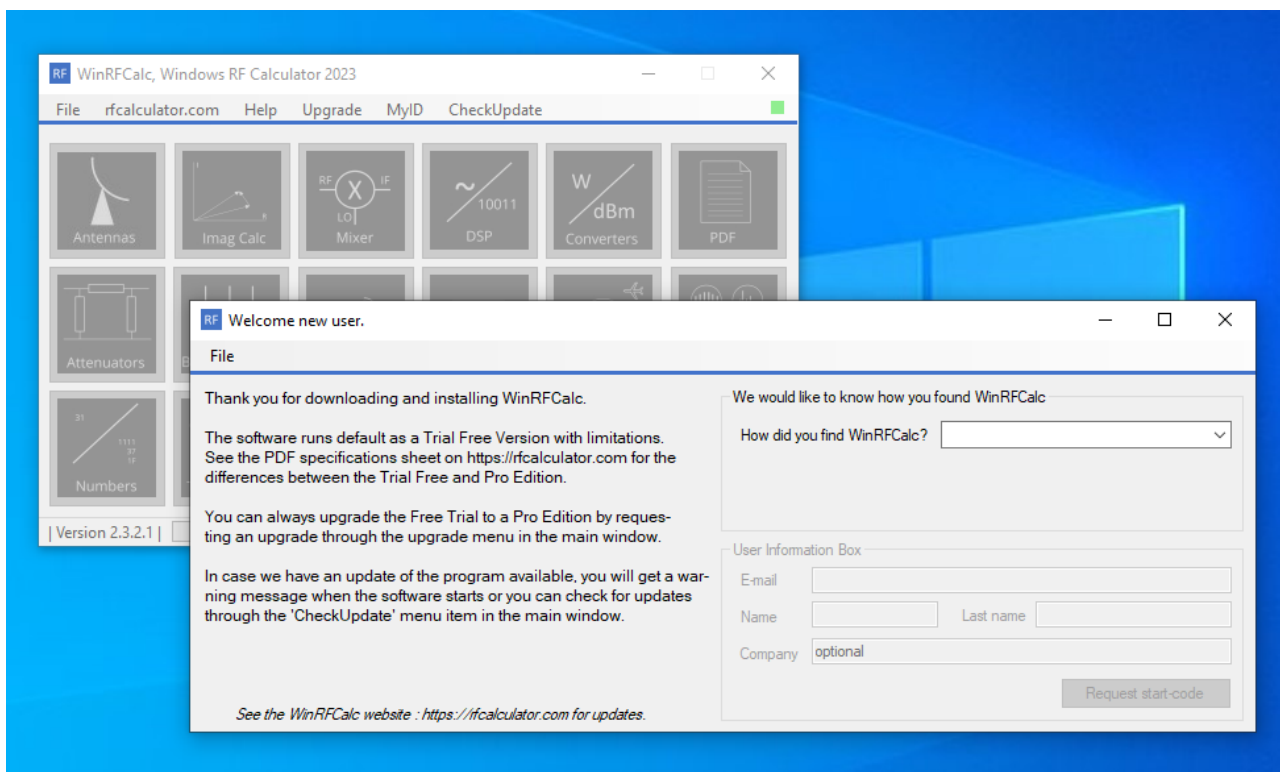 RF WinRFCalc, Windows RF Calculator 2023
File rfcalculator.com Help Upgrade MyID CheckUpdate
RF IF W
X 10011
LO dBm
Antennas Imag Calc Mixer DSP Converters PDF
Attenuators
31
1111
37
1F
Numbers
| Version 2.3.2.1 |
RF Welcome new user.
File
Thank you for downloading and installing WinRFCalc.
The software runs default as a Trial Free Version with limitations.
See the PDF specifications sheet on https://rfcalculator.com for the
differences between the Trial Free and Pro Edition.
You can always upgrade the Free Trial to a Pro Edition by reques-
ting an upgrade through the upgrade menu in the main window.
In case we have an update of the program available, you will get a war-
ning message when the software starts or you can check for updates
through the 'CheckUpdate' menu item in the main window.
See the WinRFCalc website : https://rfcalculator.com for updates.
We would like to know how you found WinRFCalc
How did you find WinRFCalc?
User Information Box
E-mail
Name Last name
Company optional
Request start-code